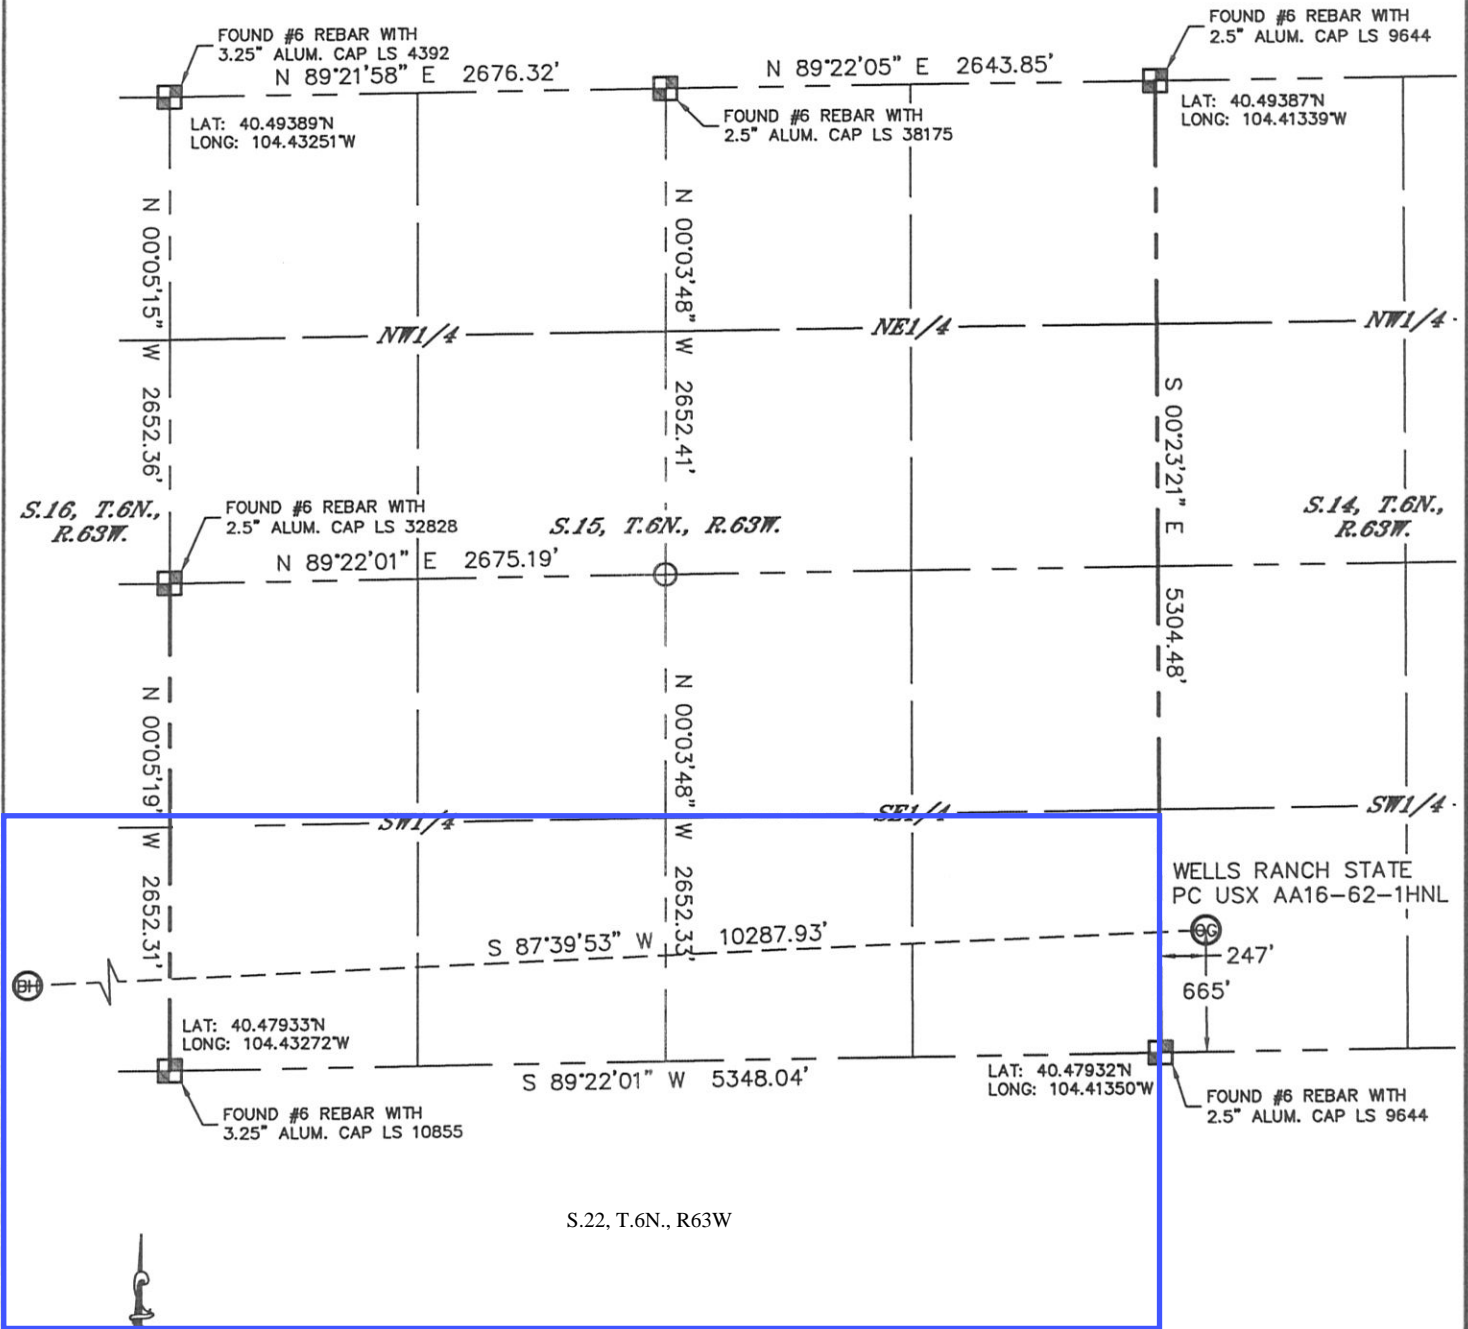 FOUND #6 REBAR WITH
3.25" ALUM. CAP LS 4392
N 89°21'58" E 2676.32'
N 89°22'05" E 2643.85'
FOUND #6 REBAR WITH
2.5" ALUM. CAP LS 9644
LAT: 40.49389°N
LONG: 104.43251°W
FOUND #6 REBAR WITH
2.5" ALUM. CAP LS 38175
LAT: 40.49387°N
LONG: 104.41339°W
N 00°05'15" W 2652.36'
N 00°03'48" W 2652.41'
NW1/4
NE1/4
NW1/4
S 00°23'21" E 5304.48'
S.16, T.6N.,
R.63W.
FOUND #6 REBAR WITH
2.5" ALUM. CAP LS 32828
S.15, T.6N., R.63W.
S.14, T.6N.,
R.63W.
N 89°22'01" E 2675.19'
N 00°05'19" W 2652.31'
N 00°03'48" W 2652.33'
SW1/4
SE1/4
SW1/4
WELLS RANCH STATE
PC USX AA16-62-1HNL
S 87°39'53" W 10287.93'
OG
247'
BH
665'
LAT: 40.47933°N
LONG: 104.43272°W
S 89°22'01" W 5348.04'
LAT: 40.47932°N
LONG: 104.41350°W
FOUND #6 REBAR WITH
3.25" ALUM. CAP LS 10855
FOUND #6 REBAR WITH
2.5" ALUM. CAP LS 9644
S.22, T.6N., R63W